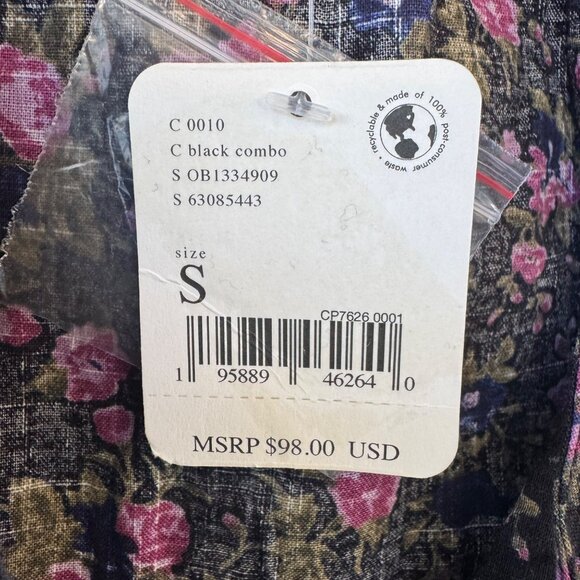 recyclable & made of 100% post-consumer waste •
C 0010
C black combo
S OB1334909
S 63085443
size
S
CP7626 0001
1 95889 46264 0
MSRP $98.00 USD